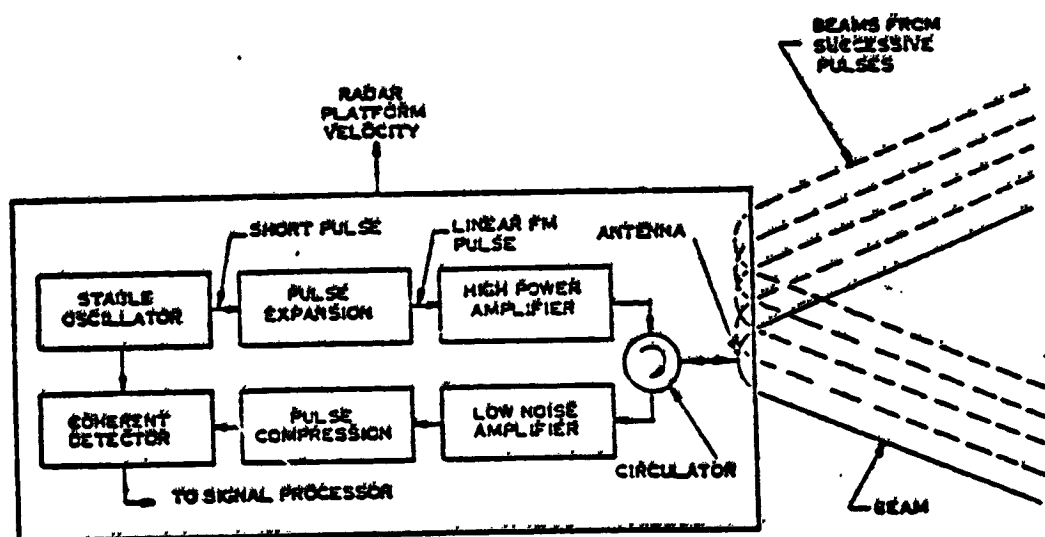 BEAMS FROM
SUCCESSIVE
PULSES
RADAR
PLATFORM
VELOCITY
SHORT PULSE
LINEAR FM
PULSE
ANTENNA
STABLE
OSCILLATOR
PULSE
EXPANSION
HIGH POWER
AMPLIFIER
COHERENT
DETECTOR
PULSE
COMPRESSION
LOW NOISE
AMPLIFIER
CIRCULATOR
TO SIGNAL PROCESSOR
BEAM